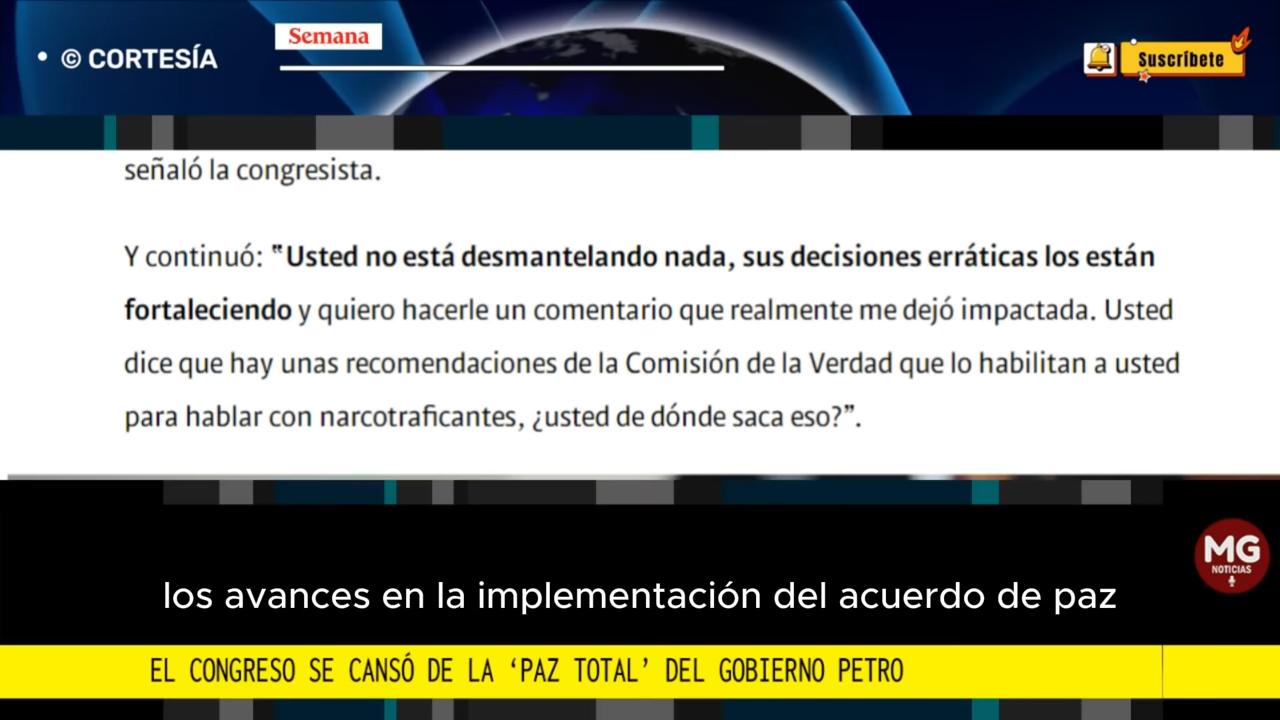 • © CORTESÍA
Semana
Suscríbete
señaló la congresista.
Y continuó: “Usted no está desmantelando nada, sus decisiones erráticas los están
fortaleciendo y quiero hacerle un comentario que realmente me dejó impactada. Usted
dice que hay unas recomendaciones de la Comisión de la Verdad que lo habilitan a usted
para hablar con narcotraficantes, ¿usted de dónde saca eso?”.
MG
NOTICIAS
los avances en la implementación del acuerdo de paz
EL CONGRESO SE CANSÓ DE LA ‘PAZ TOTAL’ DEL GOBIERNO PETRO